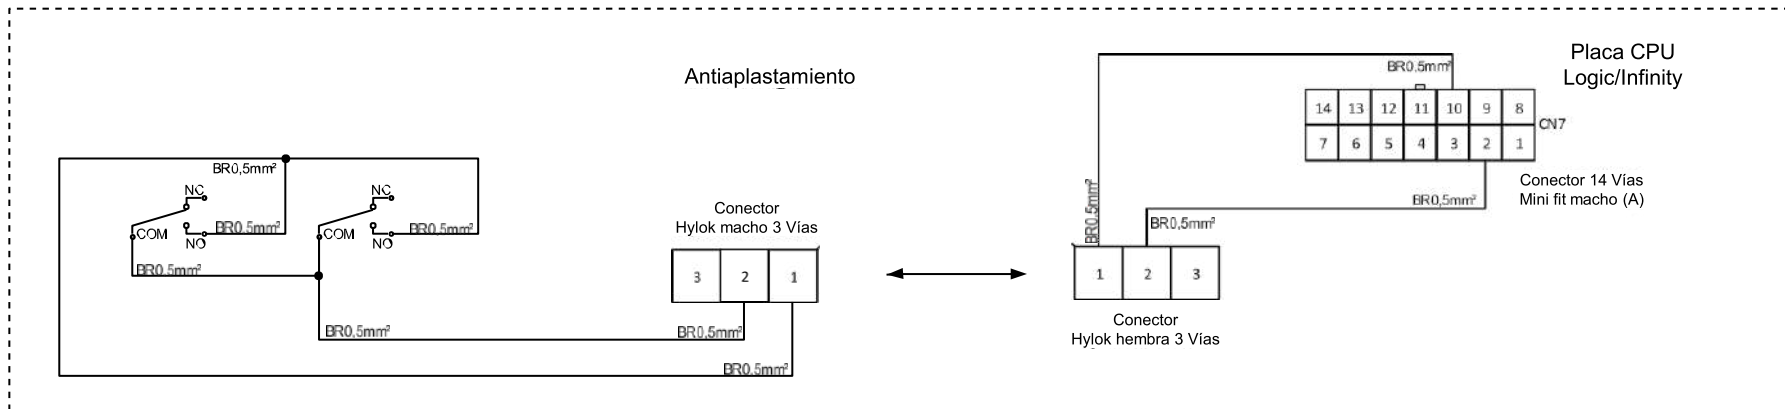 Antiaplastamiento
Placa CPU
Logic/Infinity
BR0,5mm²
14 13 12 11 10 9 8
CN7
7 6 5 4 3 2 1
Conector 14 Vías
Mini fit macho (A)
BR0,5mm²
BR0,5mm²
BR0,5mm²
1 2 3
Conector
Hylok hembra 3 Vías
BR0,5mm²
NC
NC
BR0,5mm²
BR0,5mm²
COM
COM
NO
NO
BR0,5mm²
Conector
Hylok macho 3 Vías
3 2 1
BR0,5mm²
BR0,5mm²
BR0,5mm²